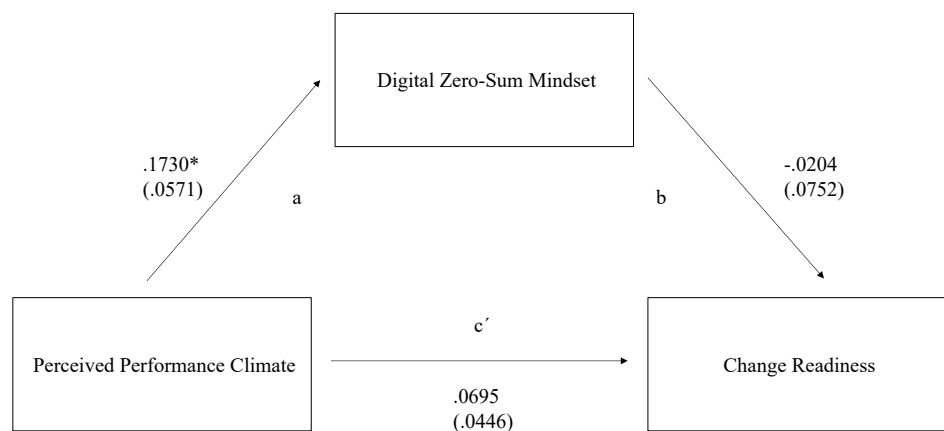 Digital Zero-Sum Mindset
.1730*
(.0571)
-.0204
(.0752)
a
b
Perceived Performance Climate
c´
Change Readiness
.0695
(.0446)